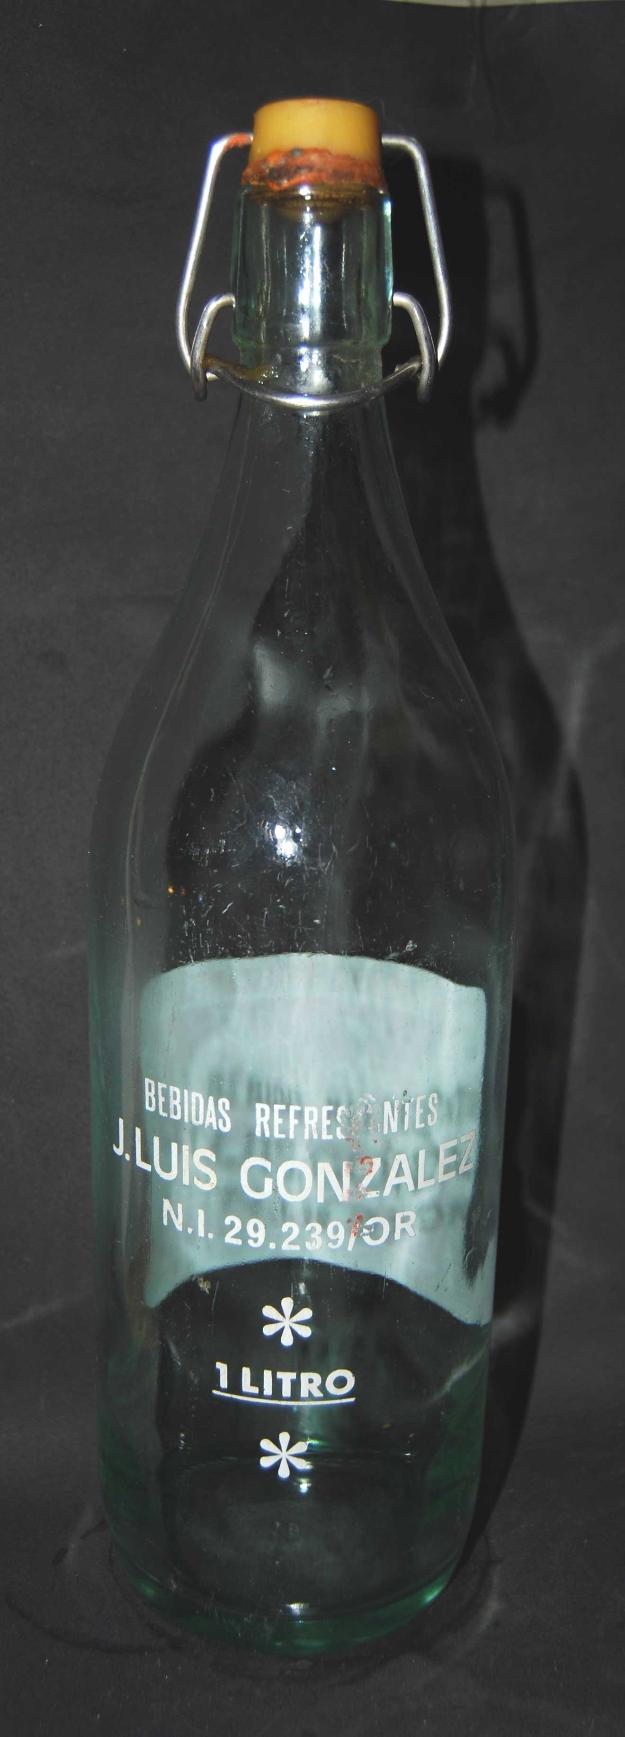 BEBIDAS REFRESCANTES
J. LUIS GONZALEZ
N.I. 29.239/OR
*
1 LITRO
*